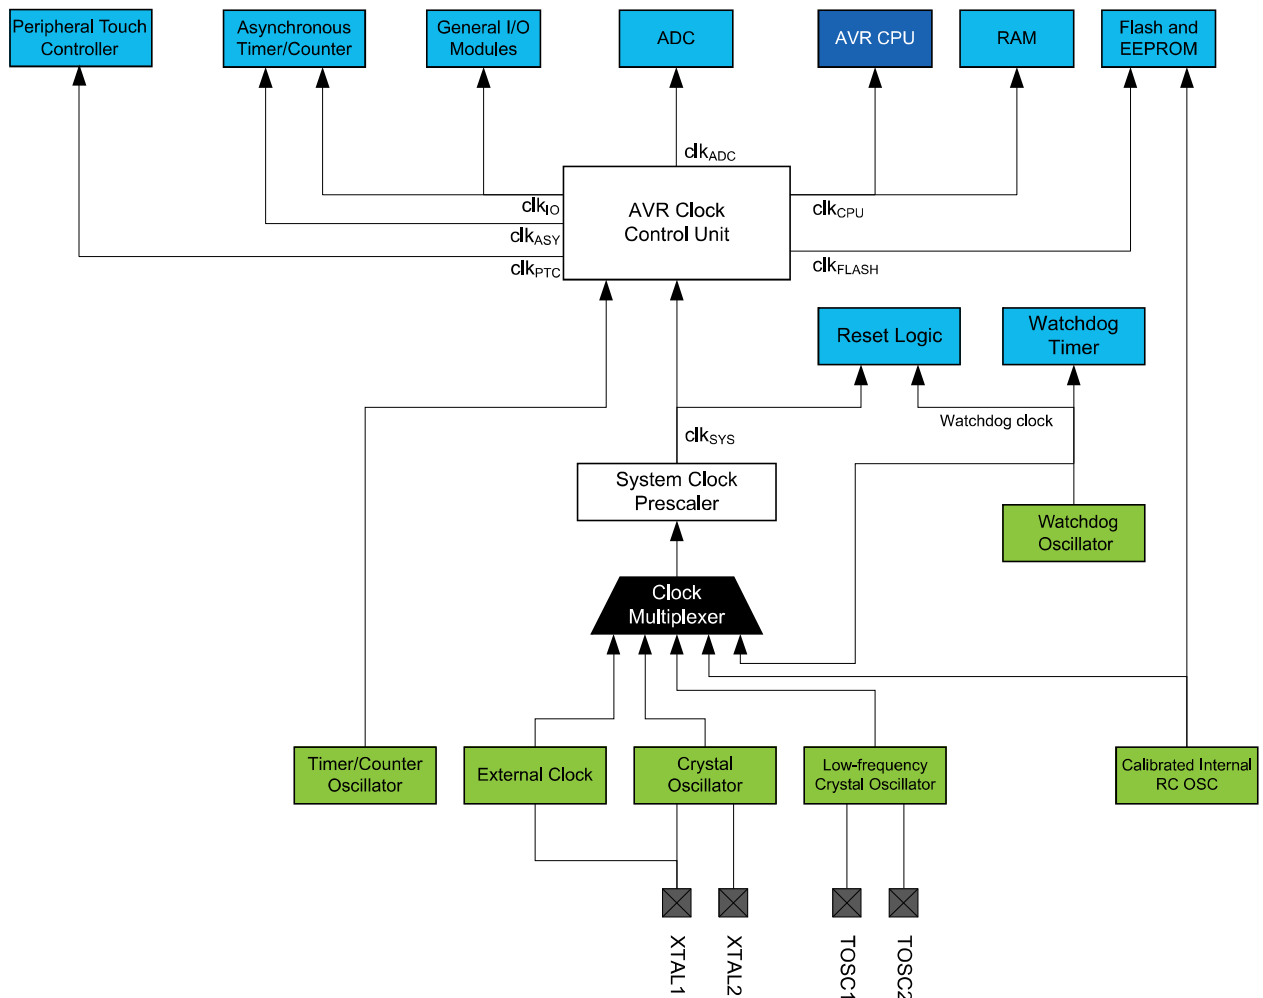 Peripheral Touch
Controller
Asynchronous
Timer/Counter
General I/O
Modules
ADC
AVR CPU
RAM
Flash and
EEPROM
clkADC
clkIO
clkASY
clkPTC
AVR Clock
Control Unit
clkCPU
clkFLASH
Reset Logic
Watchdog
Timer
Watchdog clock
clkSYS
System Clock
Prescaler
Watchdog
Oscillator
Clock
Multiplexer
Timer/Counter
Oscillator
External Clock
Crystal
Oscillator
Low-frequency
Crystal Oscillator
Calibrated Internal
RC OSC
XTAL1
XTAL2
TOSC1
TOSC2